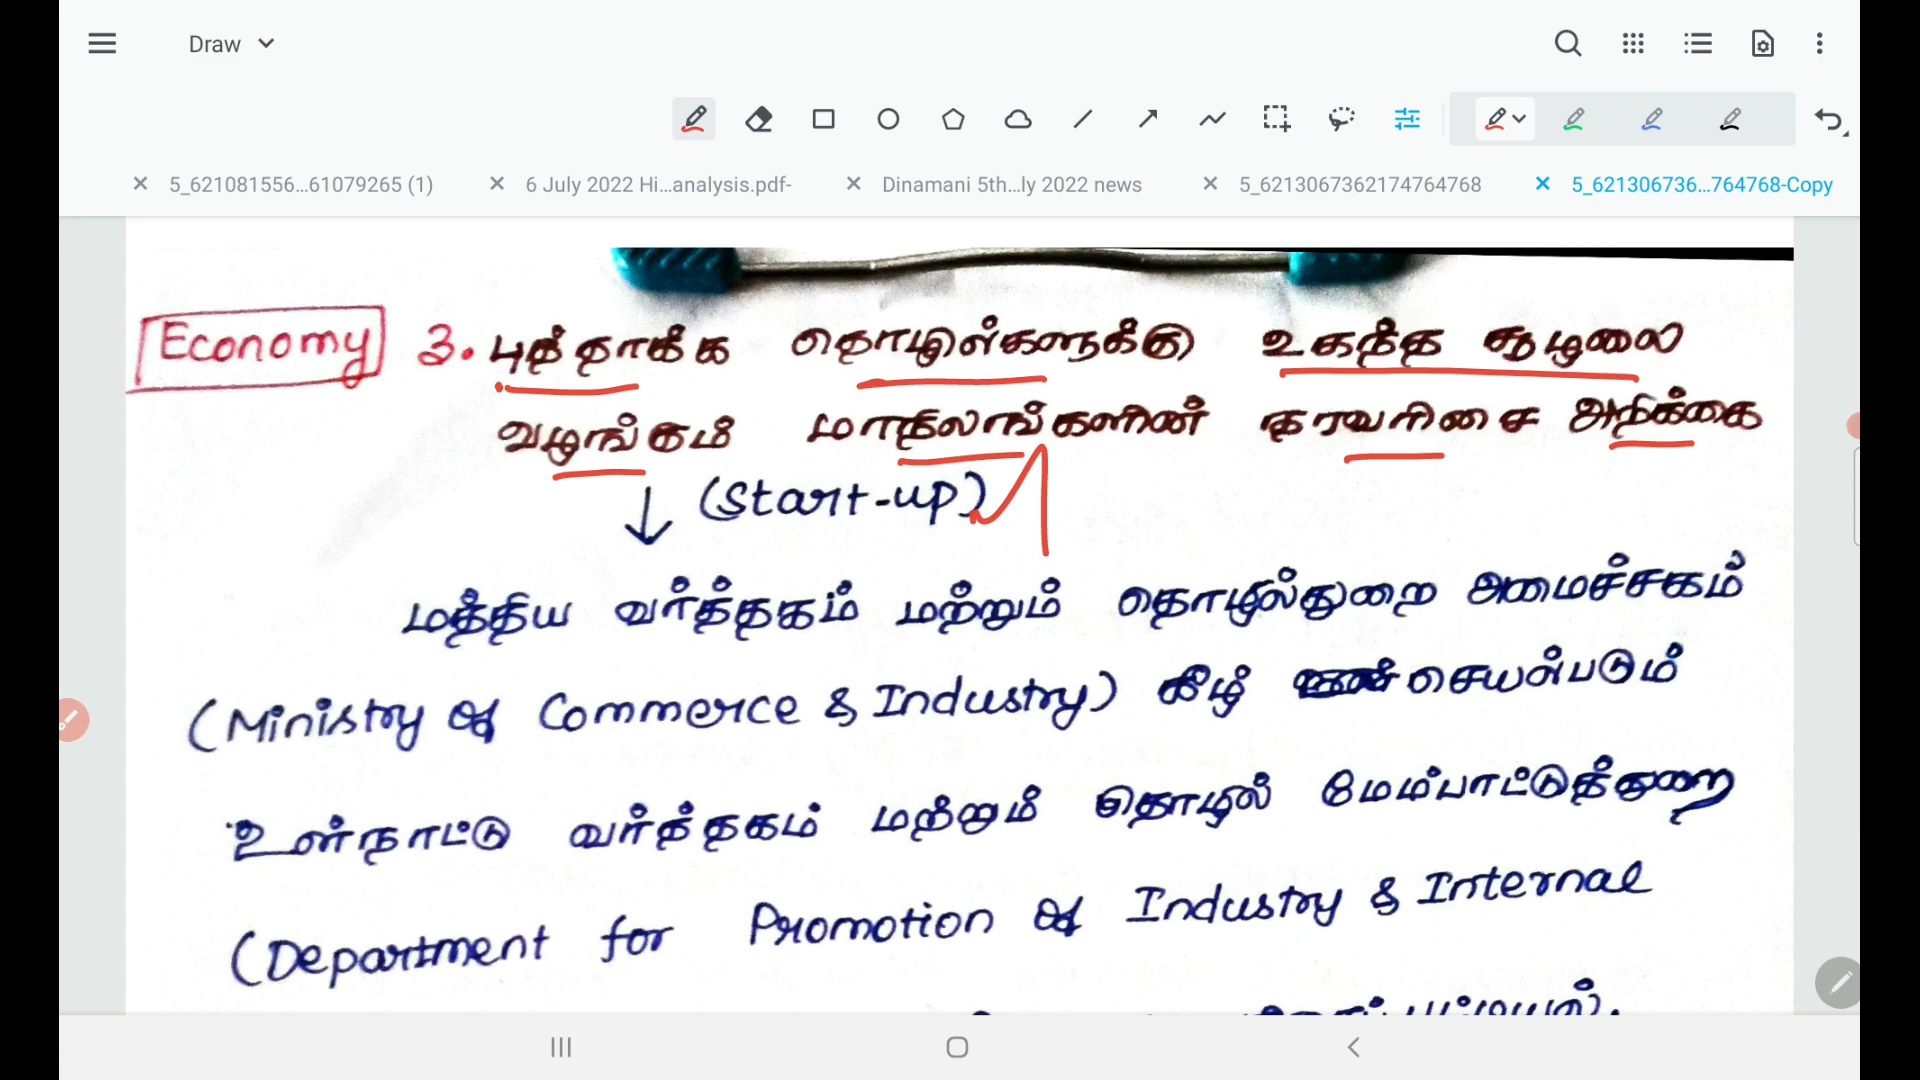 Draw
5_621081556...61079265 (1)
6 July 2022 Hi...analysis.pdf-
Dinamani 5th...ly 2022 news
5_6213067362174764768
5_621306736...764768-Copy
Economy 3. புத்தாக்க தொழுள்களுக்கு உகந்த சூழலை
வழங்கும் மாநிலங்களின் தரவரிசை அறிக்கை
(Start-up)
மத்திய வர்த்தகம் மற்றும் தொழில்துறை அமைச்சகம்
(Ministry of Commerce & Industry) கீழ் செயல்படும்
உள்நாட்டு வர்த்தகம் மற்றும் தொழில் மேம்பாட்டுத்துறை
(Department for Promotion of Industry & Internal